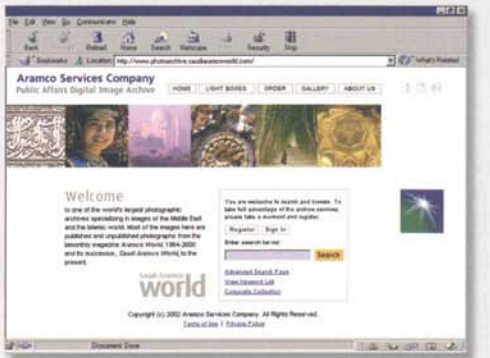 File Edit View Go Communicator Help
Back Reload Home Search Netscape Security Stop
Bookmarks Location: http://www.photoarchive.saudiaramcoworld.com/ What's Related
Aramco Services Company
Public Affairs Digital Image Archive
HOME LIGHT BOXES ORDER GALLERY ABOUT US
Welcome
to one of the world's largest photographic
archives specializing in images of the Middle East
and the Islamic world. Most of the images here are
published and unpublished photographs from the
bimonthly magazine Aramco World, 1964-2000
and its successor, Saudi Aramco World, to the
present.
Saudi Aramco
world
You are welcome to search and browse. To
take full advantage of the archive services,
please take a moment and register.
Register Sign In
Enter search terms:
Search
Advanced Search Page
View Keyword List
Corporate Collection
Copyright (c) 2002 Aramco Services Company. All Rights Reserved.
Terms of Use | Privacy Policy
Document: Done